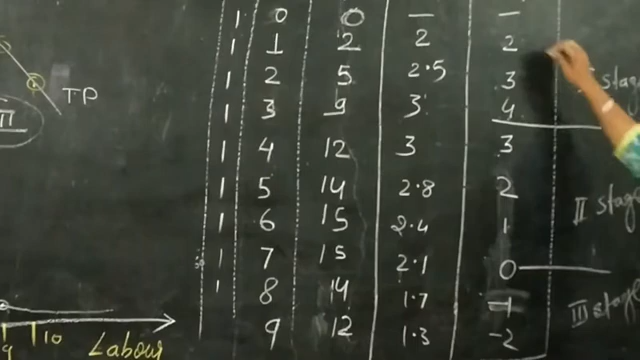 1 0 0 — —
1 1 2 2 2
TP
1 2 5 2.5 3
stage
1 3 9 3 4
III
1 4 12 3 3
1 5 14 2.8 2
II stage
1 6 15 2.4 1
1 7 15 2.1 0
1 8 14 1.7 -1
III stage
9 12 1.3 -2
9 10 Labour